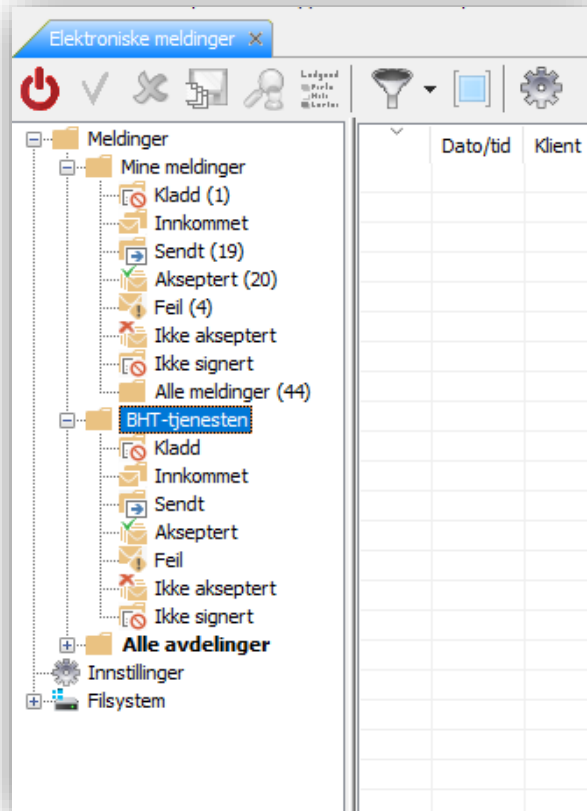 Elektroniske meldinger
Dato/tid Klient
Meldinger
Mine meldinger
Kladd (1)
Innkommet
Sendt (19)
Akseptert (20)
Feil (4)
Ikke akseptert
Ikke signert
Alle meldinger (44)
BHT-tjenesten
Kladd
Innkommet
Sendt
Akseptert
Feil
Ikke akseptert
Ikke signert
Alle avdelinger
Innstillinger
Filsystem